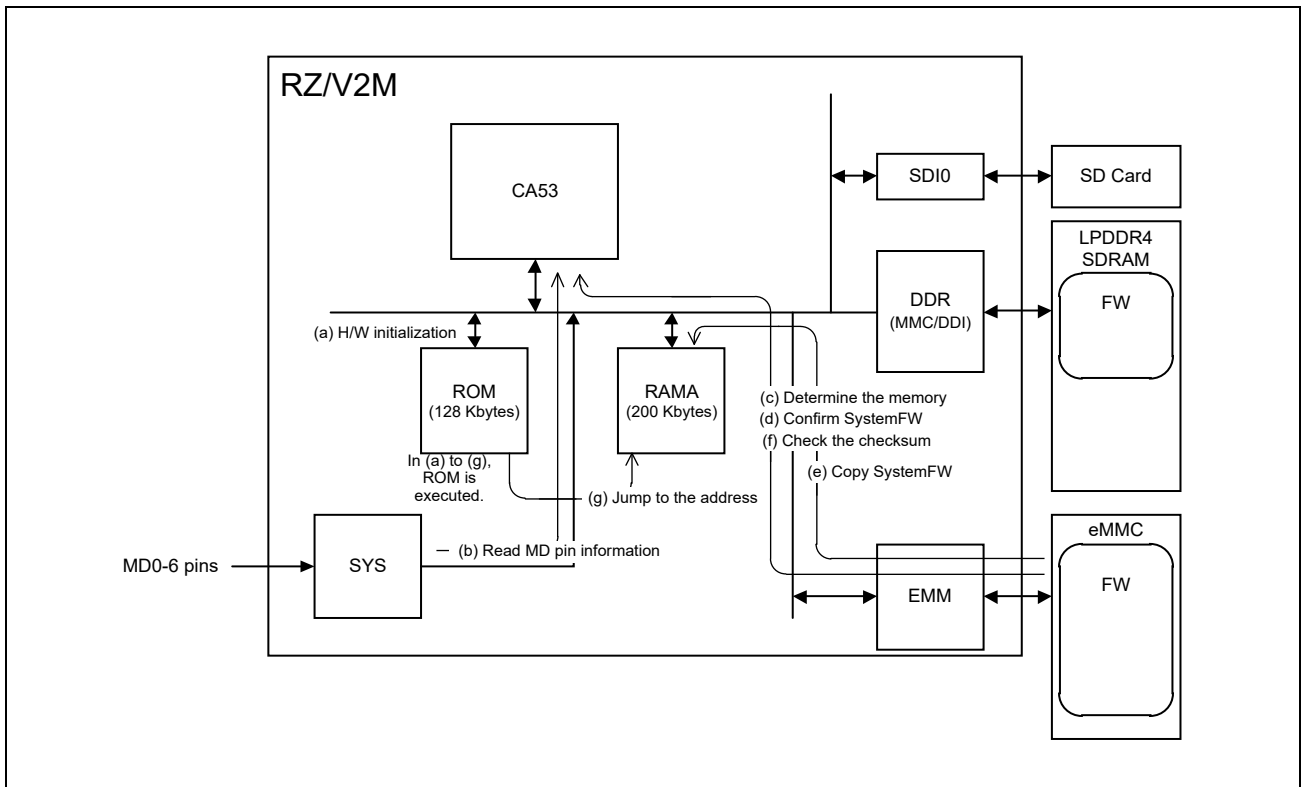 RZ/V2M
CA53
SDI0
SD Card
LPDDR4
SDRAM
FW
DDR
(MMC/DDI)
(a) H/W initialization
ROM
(128 Kbytes)
RAMA
(200 Kbytes)
(c) Determine the memory
(d) Confirm SystemFW
(f) Check the checksum
(e) Copy SystemFW
In (a) to (g),
ROM is
executed.
(g) Jump to the address
MD0-6 pins
SYS
(b) Read MD pin information
EMM
eMMC
FW